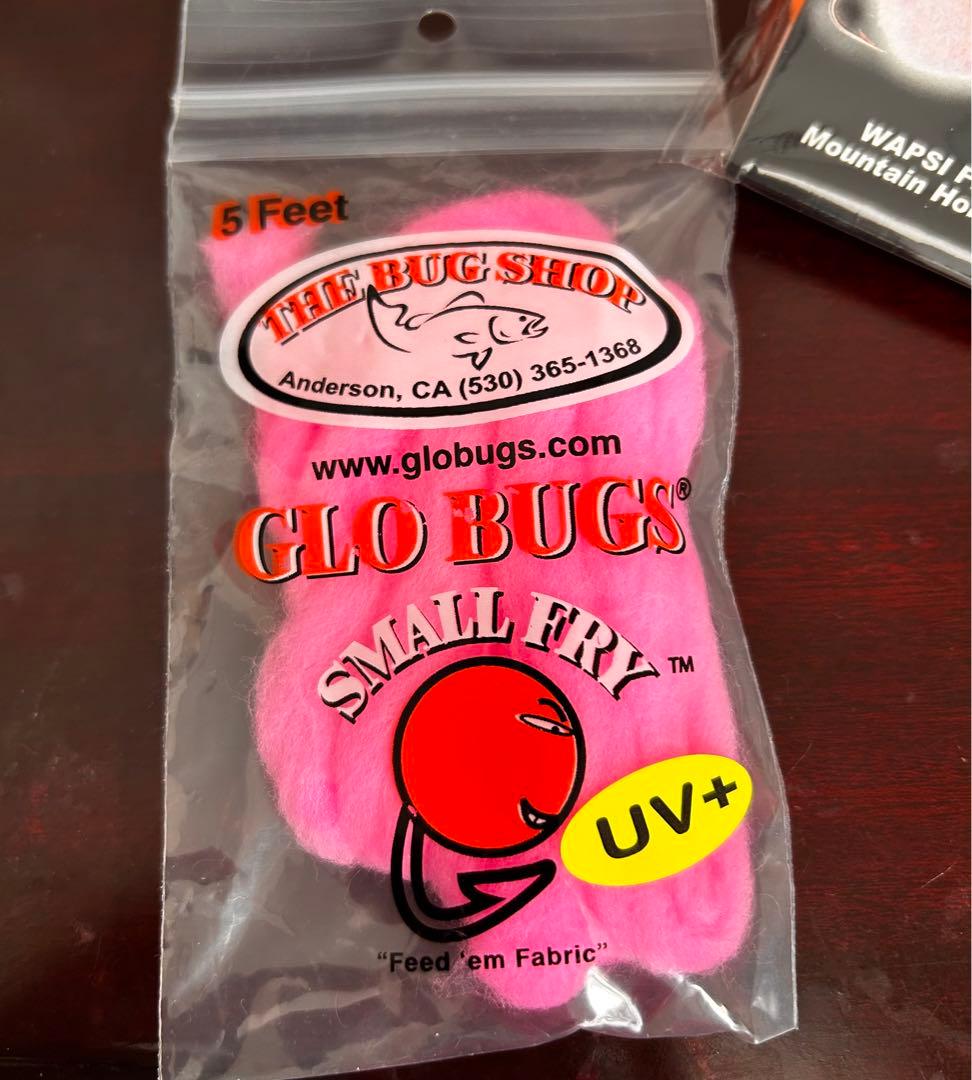 5 Feet
THE BUG SHOP
Anderson, CA (530) 365-1368
www.globugs.com
GLO BUGS®
SMALL FRY™
UV+
"Feed 'em Fabric"
WAPSI
Mountain